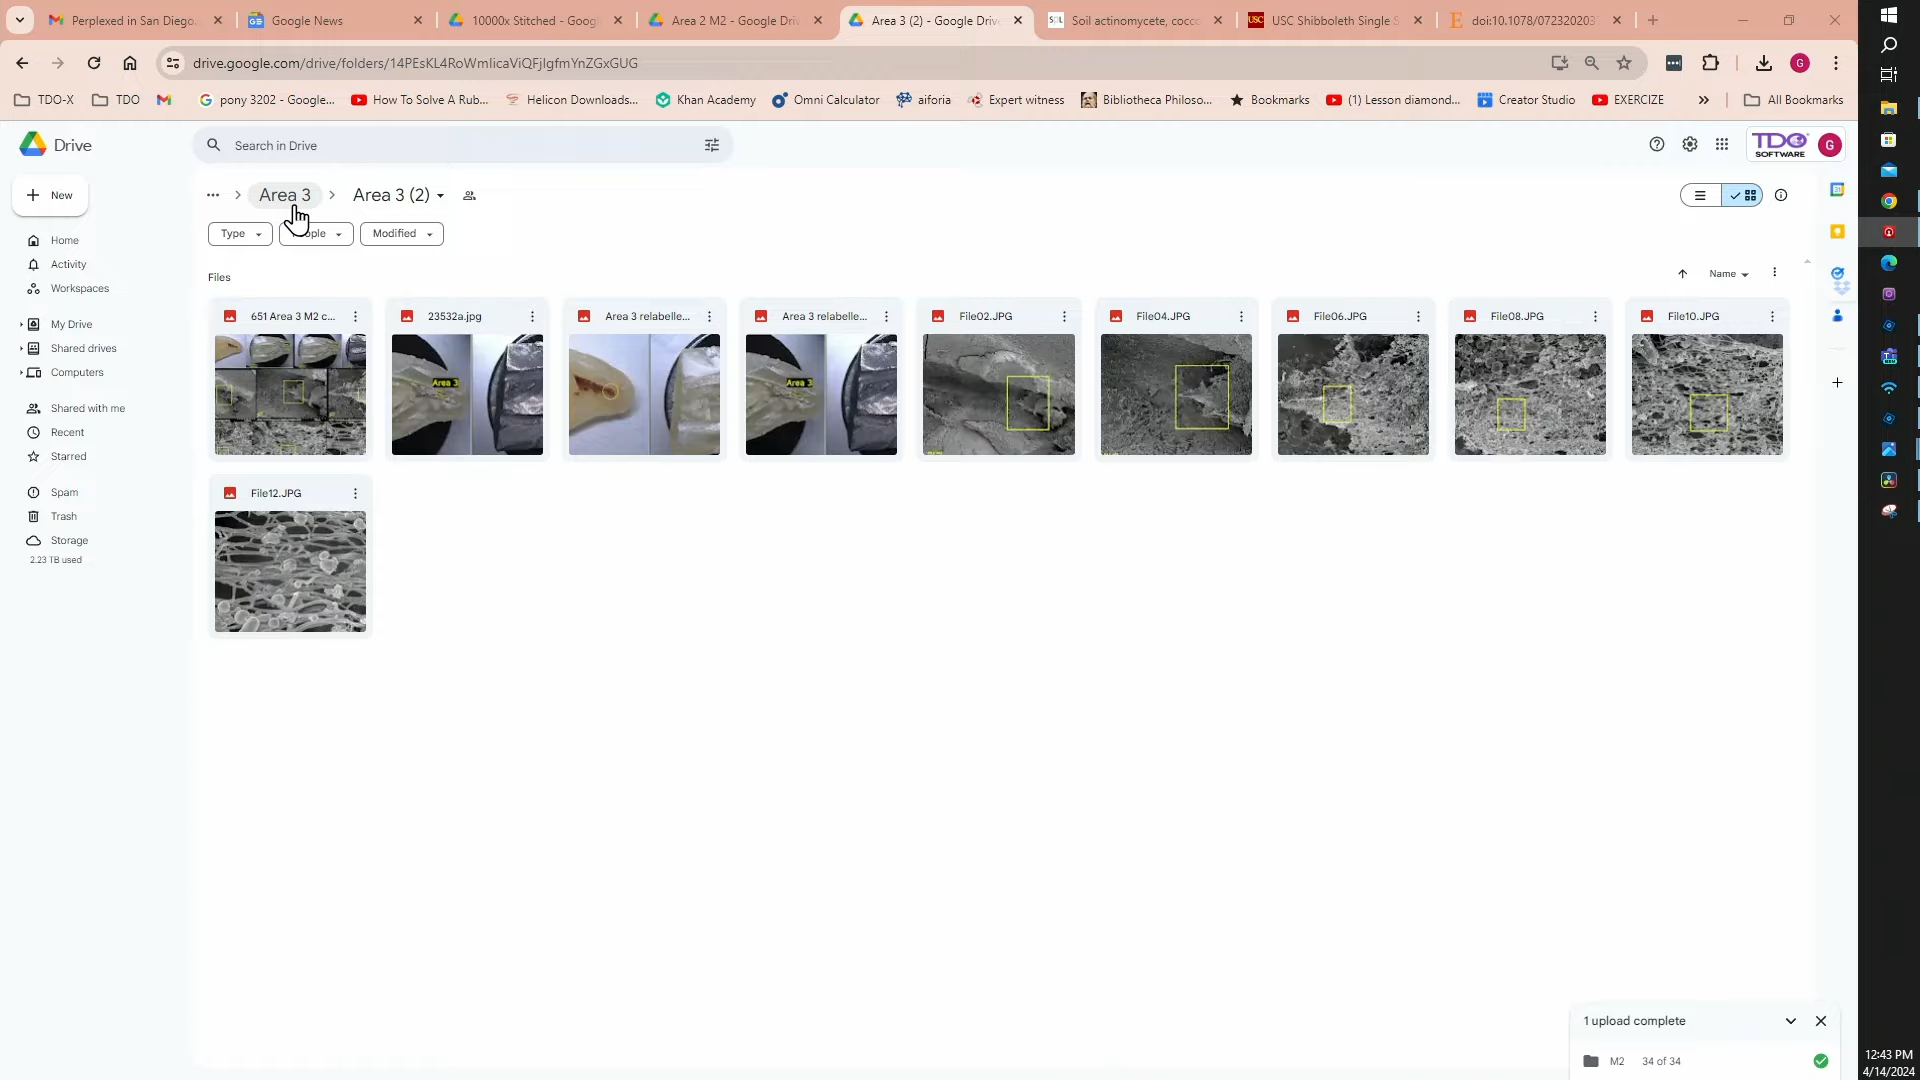 Perplexed in San Diego
Google News
10000x Stitched - Goog
Area 2 M2 - Google Driv
Area 3 (2) - Google Drive
Soil actinomycete, cocco
USC
USC Shibboleth Single S
doi:10.1078/072320203
drive.google.com/drive/folders/14PEsKL4RoWmIicaViQFjIgfmYnZGxGUG
G
TDO-X
TDO
pony 3202 - Google...
How To Solve A Rub...
Helicon Downloads...
Khan Academy
Omni Calculator
aiforia
Expert witness
Bibliotheca Philoso...
Bookmarks
(1) Lesson diamond...
Creator Studio
EXERCIZE
All Bookmarks
Drive
Search in Drive
TDO
SOFTWARE
G
New
Area 3
Area 3 (2)
Type
Modified
Home
Activity
Workspaces
My Drive
Shared drives
Computers
Shared with me
Recent
Starred
Spam
Trash
Storage
2.23 TB used
Files
Name
651 Area 3 M2 c...
23532a.jpg
Area 3 relabelle...
Area 3 relabelle...
File02.JPG
File04.JPG
File06.JPG
File08.JPG
File10.JPG
Area 3
Area 3
File12.JPG
1 upload complete
M2
34 of 34
12:43 PM
4/14/2024